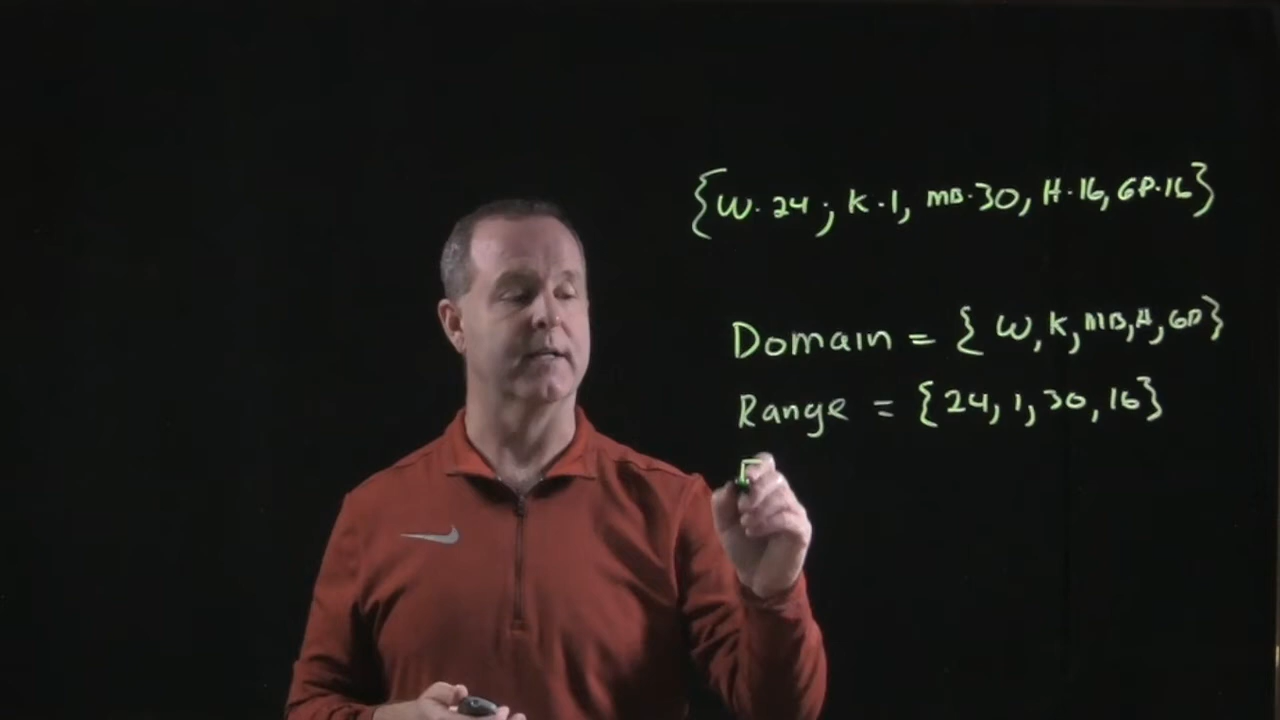 {W·24, K·1, MB·30, H·16, GP·16}
Domain = {W, K, MB, H, GP}
Range = {24, 1, 30, 16}
F